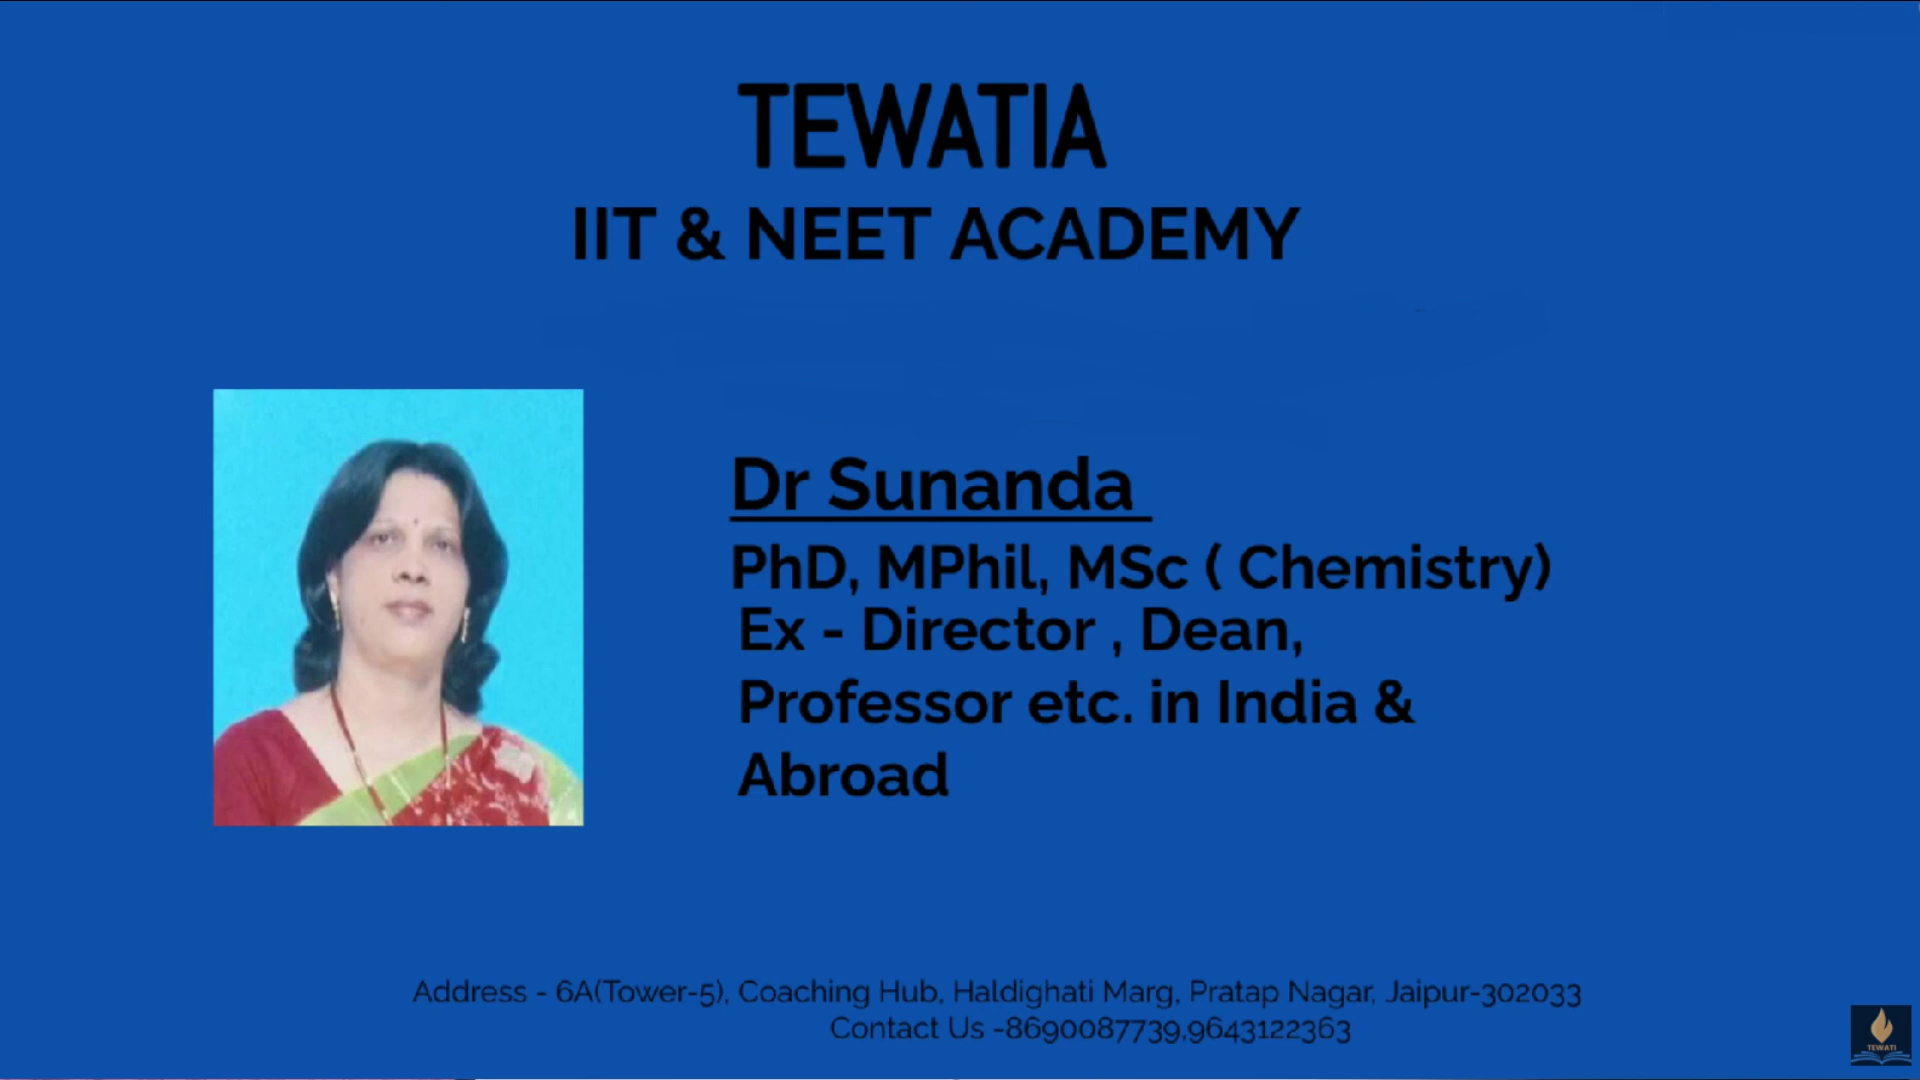 TEWATIA
IIT & NEET ACADEMY
Dr Sunanda
PhD, MPhil, MSc ( Chemistry)
Ex - Director , Dean,
Professor etc. in India &
Abroad
Address - 6A(Tower-5), Coaching Hub, Haldighati Marg, Pratap Nagar, Jaipur-302033
Contact Us -8690087739,9643122363
TEWATI